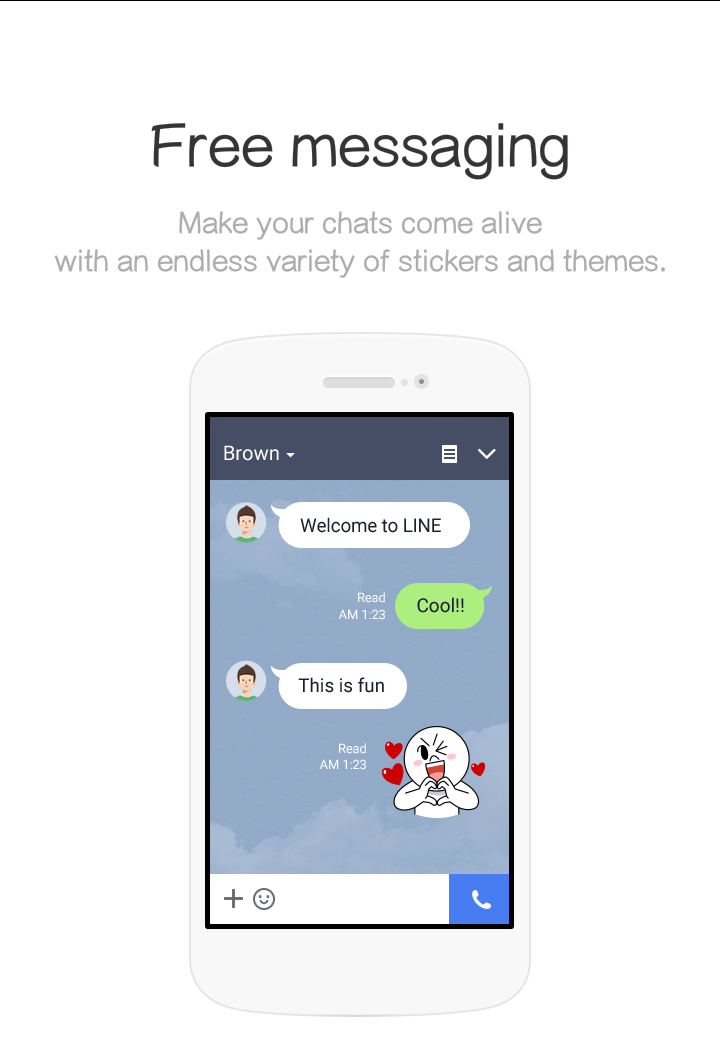 Free messaging
Make your chats come alive
with an endless variety of stickers and themes.
Brown
Welcome to LINE
Read
AM 1:23
Cool!!
This is fun
Read
AM 1:23